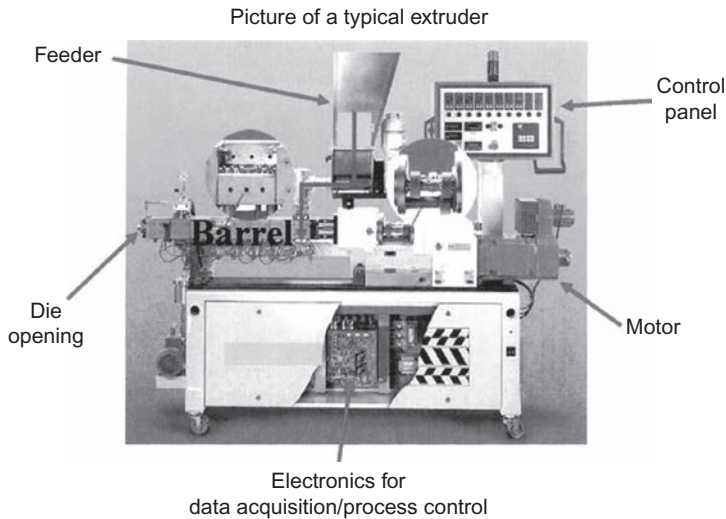 Picture of a typical extruder
Feeder
Control
panel
Barrel
Die
opening
Motor
Electronics for
data acquisition/process control